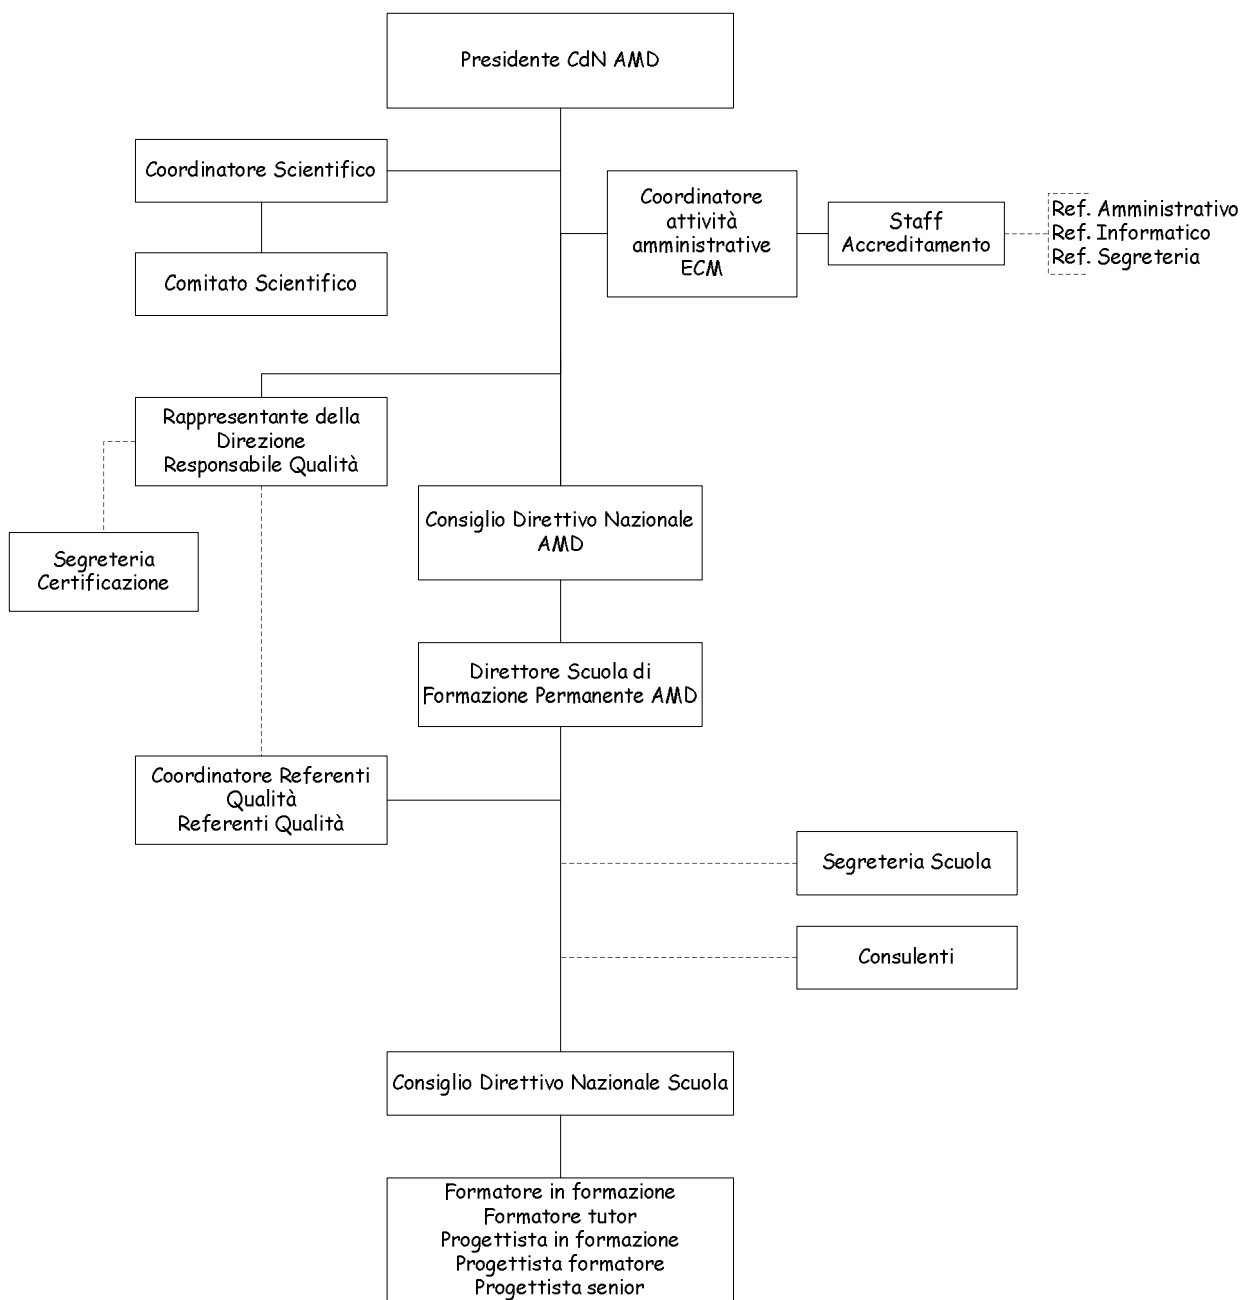 Presidente CdN AMD
Coordinatore Scientifico
Comitato Scientifico
Coordinatore
attività
amministrative
ECM
Staff
Accreditamento
Ref. Amministrativo
Ref. Informatico
Ref. Segreteria
Rappresentante della
Direzione
Responsabile Qualità
Segreteria
Certificazione
Consiglio Direttivo Nazionale
AMD
Direttore Scuola di
Formazione Permanente AMD
Coordinatore Referenti
Qualità
Referenti Qualità
Segreteria Scuola
Consulenti
Consiglio Direttivo Nazionale Scuola
Formatore in formazione
Formatore tutor
Progettista in formazione
Progettista formatore
Progettista senior